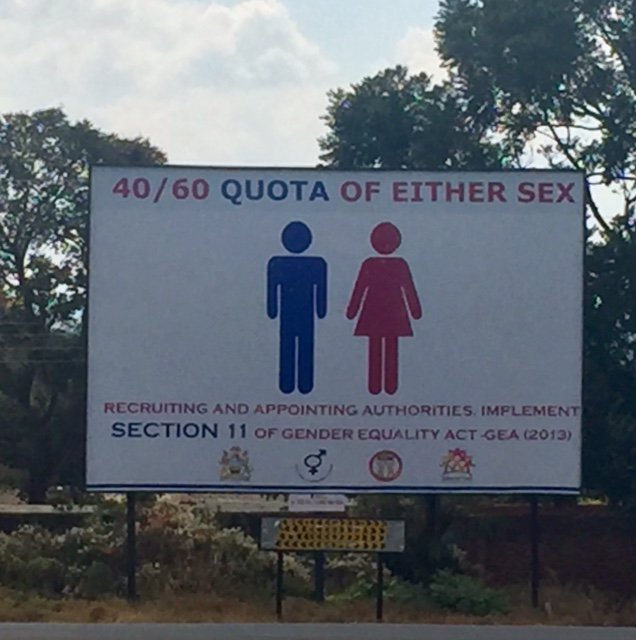 40/60 QUOTA OF EITHER SEX
RECRUITING AND APPOINTING AUTHORITIES, IMPLEMENT
SECTION 11 OF GENDER EQUALITY ACT-GEA (2013)